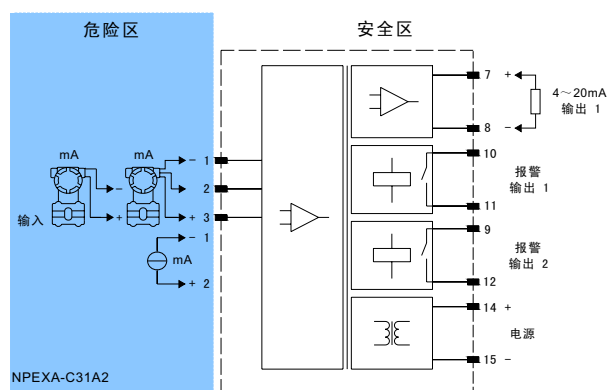 危险区
安全区
7 +
4～20mA
输出 1
8 -
mA
mA
- 1
2
+ 3
-
+
输入
- 1
mA
+ 2
10
报警
输出 1
11
9
报警
输出 2
12
14 +
电源
15 -
NPEXA-C31A2